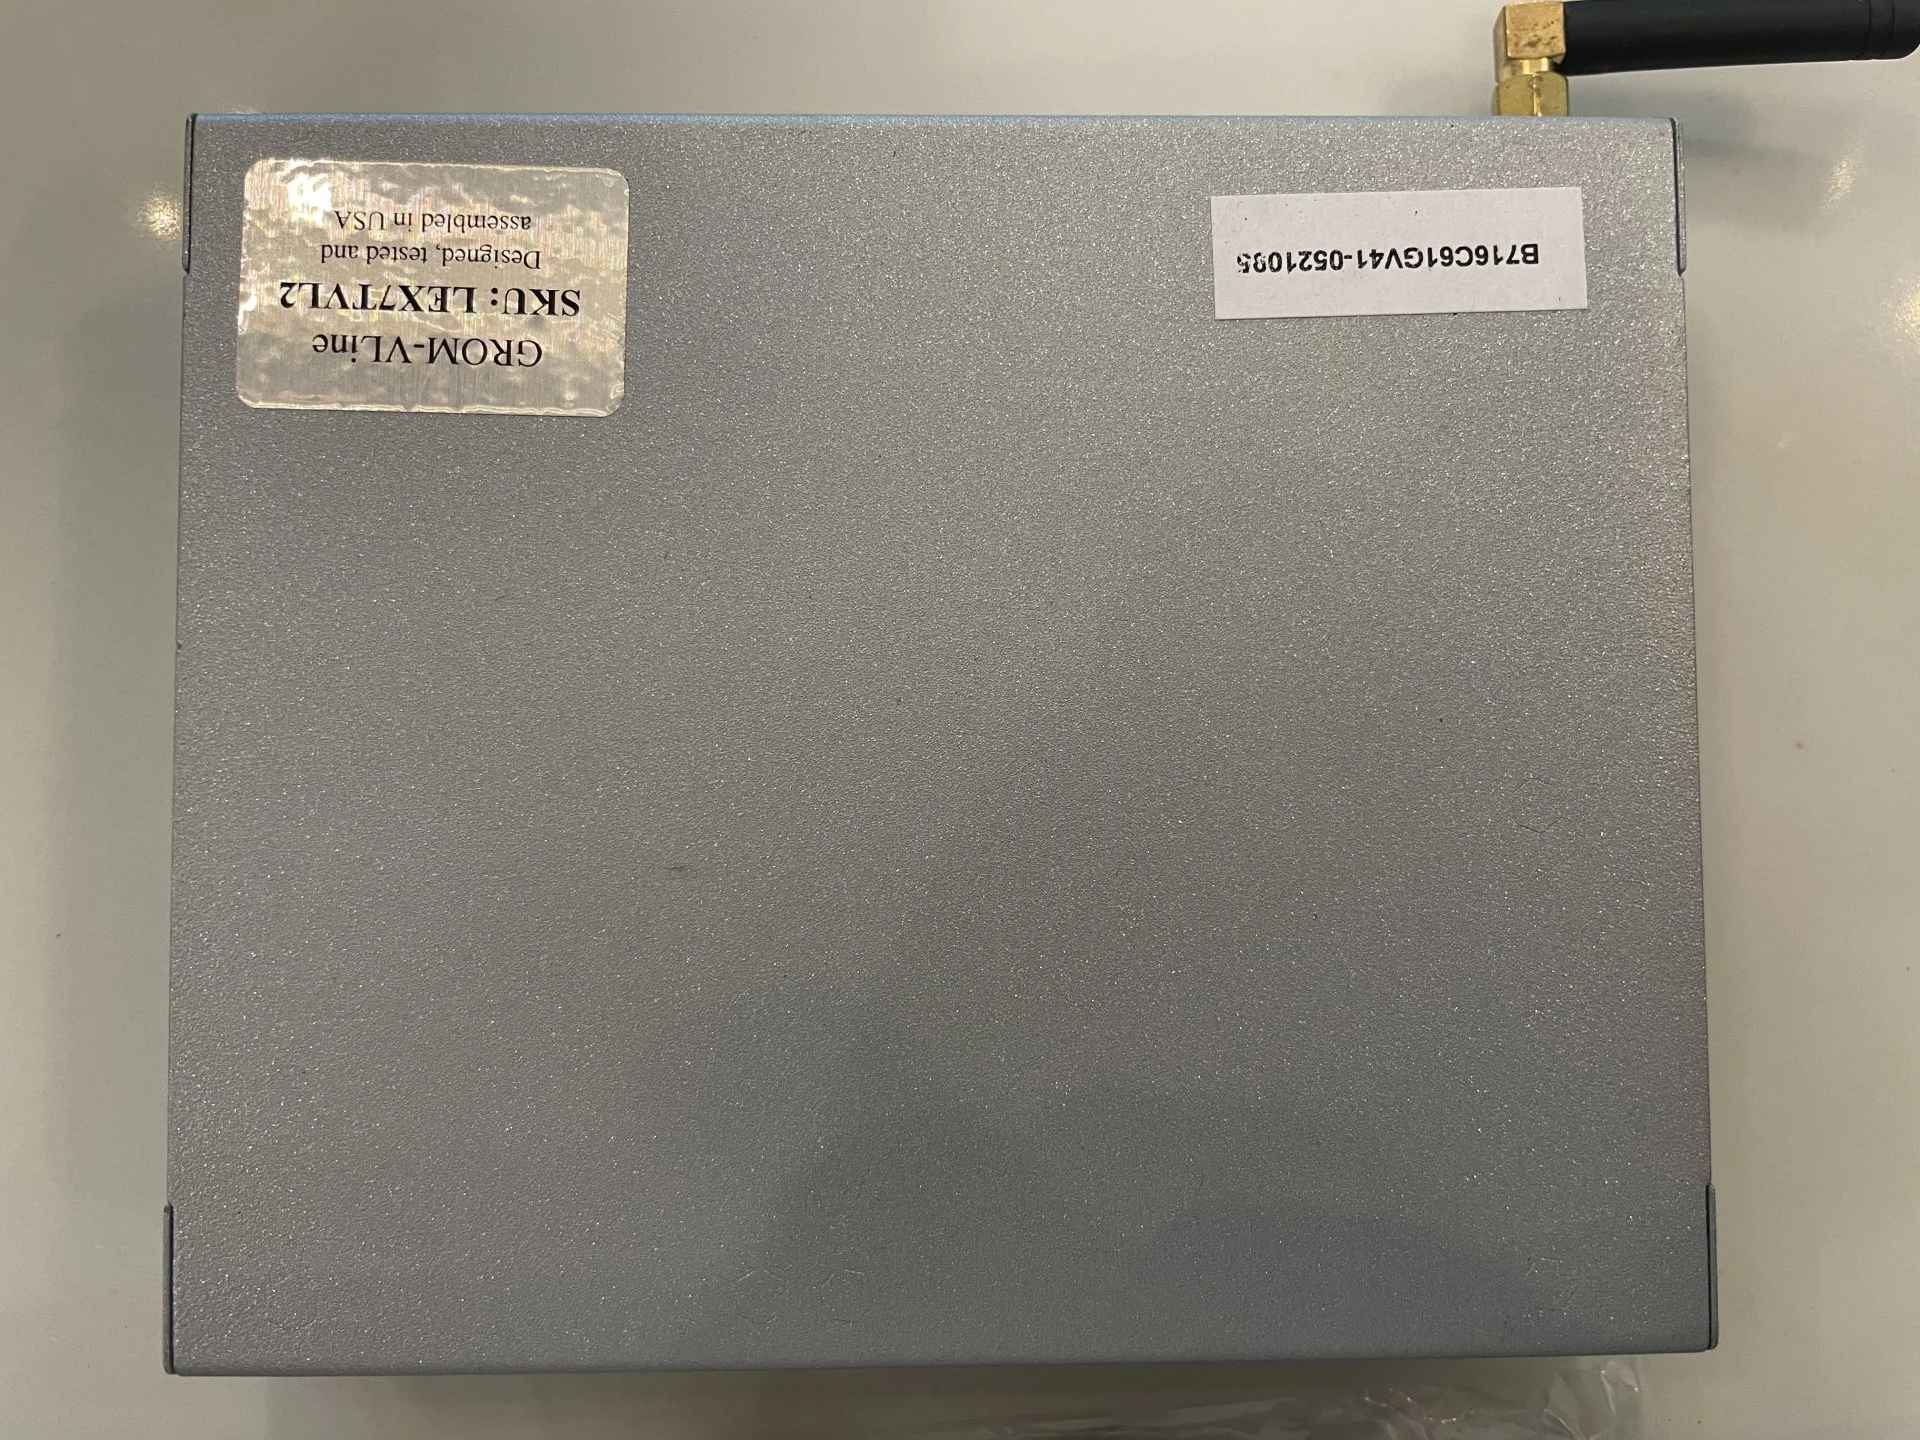 GROM-VLine
SKU: LEX7TVL2
Designed, tested and
assembled in USA
B716C61GV41-0521095